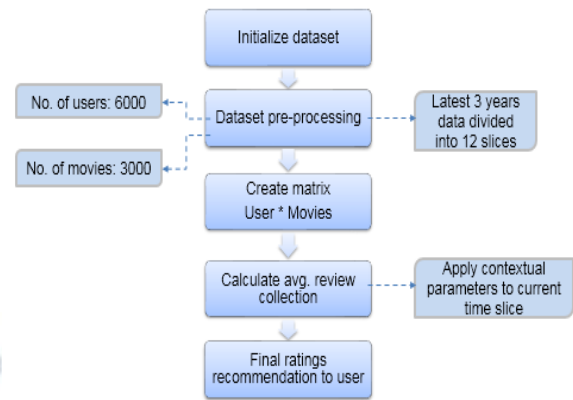 Initialize dataset
No. of users: 6000
Dataset pre-processing
Latest 3 years
data divided
into 12 slices
No. of movies: 3000
Create matrix
User * Movies
Calculate avg. review
collection
Apply contextual
parameters to current
time slice
Final ratings
recommendation to user